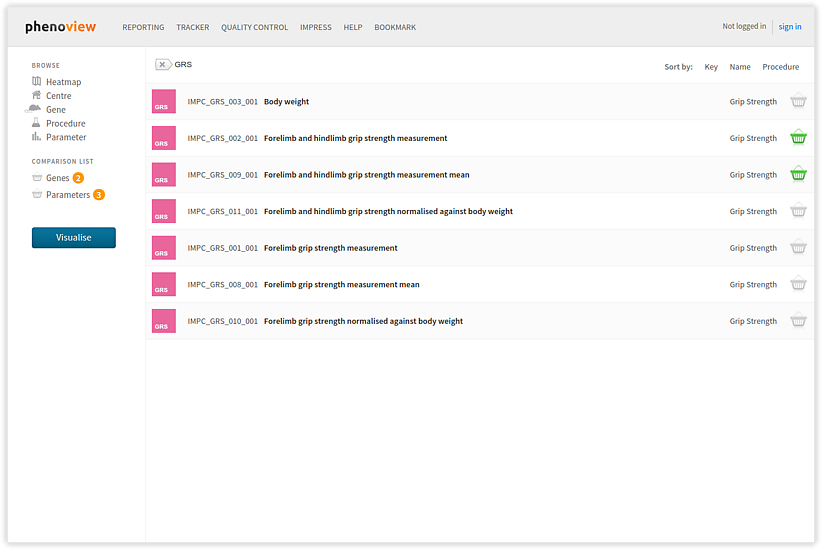 phenoview REPORTING TRACKER QUALITY CONTROL IMPRESS HELP BOOKMARK Not logged in sign in
BROWSE
Heatmap
Centre
Gene
Procedure
Parameter
COMPARISON LIST
Genes 2
Parameters 3
Visualise
x GRS Sort by: Key Name Procedure
GRS IMPC_GRS_003_001 Body weight Grip Strength
GRS IMPC_GRS_002_001 Forelimb and hindlimb grip strength measurement Grip Strength
GRS IMPC_GRS_009_001 Forelimb and hindlimb grip strength measurement mean Grip Strength
GRS IMPC_GRS_011_001 Forelimb and hindlimb grip strength normalised against body weight Grip Strength
GRS IMPC_GRS_001_001 Forelimb grip strength measurement Grip Strength
GRS IMPC_GRS_008_001 Forelimb grip strength measurement mean Grip Strength
GRS IMPC_GRS_010_001 Forelimb grip strength normalised against body weight Grip Strength